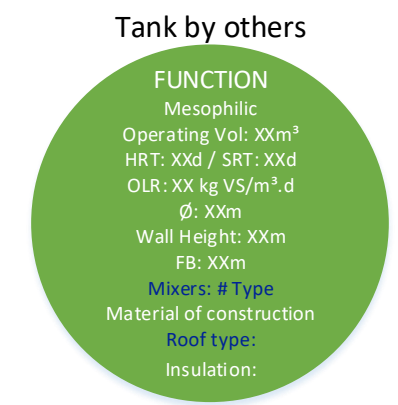 Tank by others
FUNCTION
Mesophilic
Operating Vol: XXm³
HRT: XXd / SRT: XXd
OLR: XX kg VS/m³.d
Ø: XXm
Wall Height: XXm
FB: XXm
Mixers: # Type
Material of construction
Roof type:
Insulation: